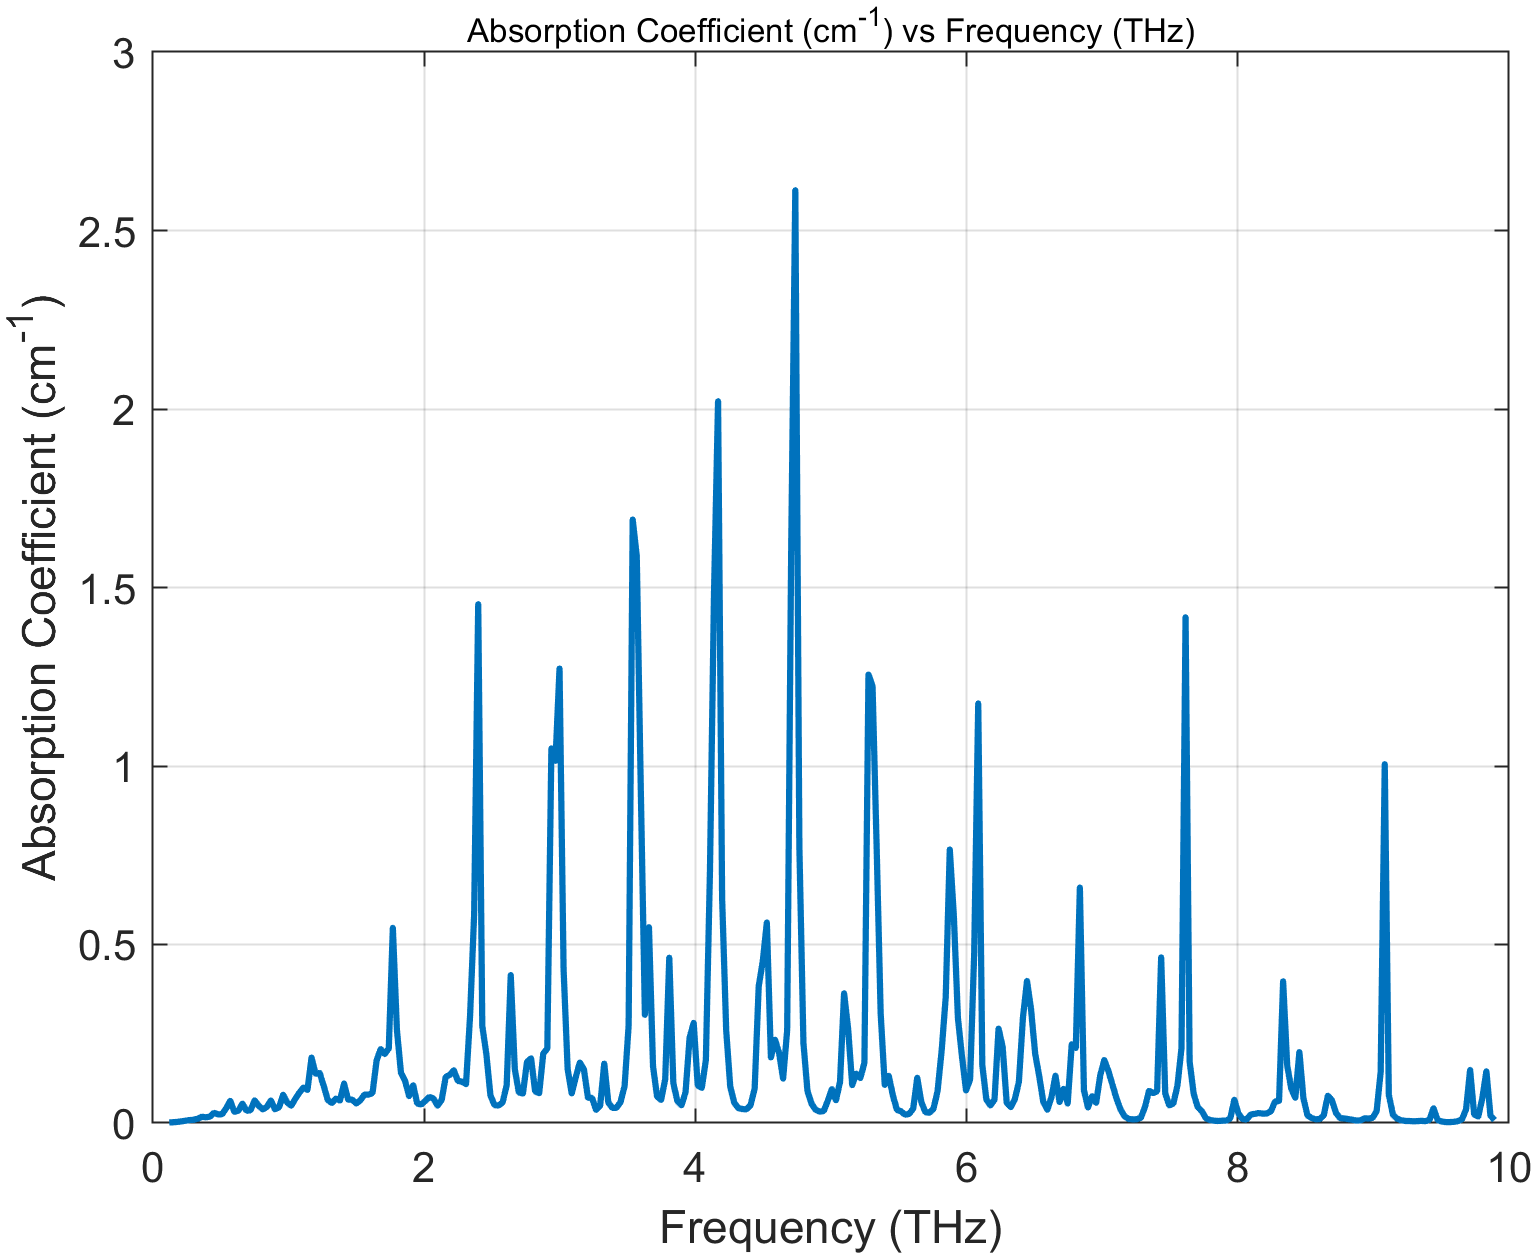 Absorption Coefficient (cm⁻¹) vs Frequency (THz)
3
2.5
2
1.5
1
0.5
0
Absorption Coefficient (cm⁻¹)
0 2 4 6 8 10
Frequency (THz)